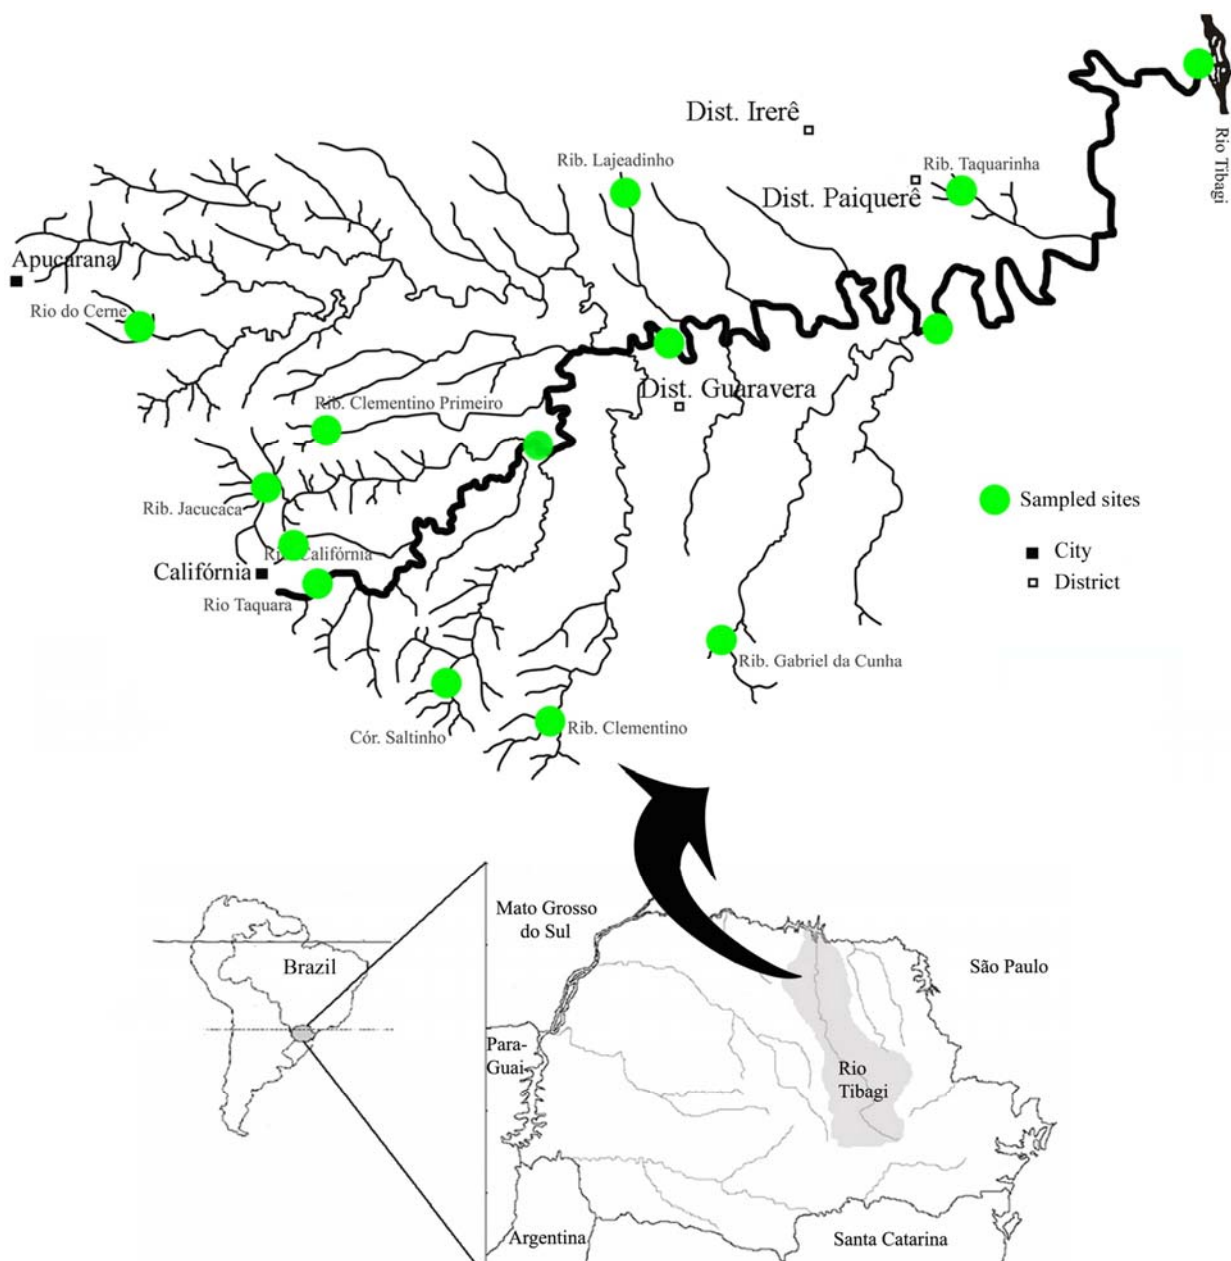 Dist. Irerê
Rio Tibagi
Rib. Lajeadinho
Rib. Taquarinha
Dist. Paiquerê
Apucarana
Rio do Cerne
Dist. Guaravera
Rib. Clementino Primeiro
Rib. Jacucaca
Sampled sites
Califórnia
Califórnia
City
District
Rio Taquara
Rib. Gabriel da Cunha
Cór. Saltinho
Rib. Clementino
Mato Grosso
do Sul
Brazil
São Paulo
Para-
Guai
Rio
Tibagi
Argentina
Santa Catarina